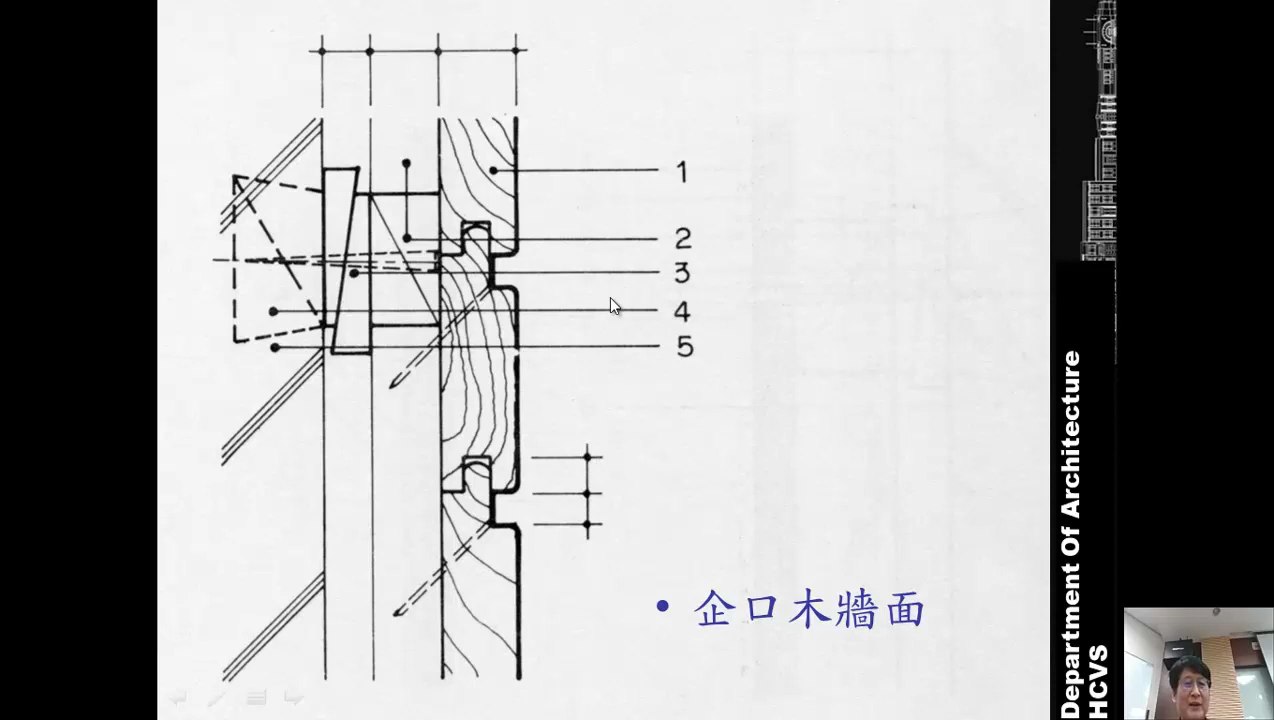 1
2
3
4
5
• 企口木牆面
Department Of Architecture
HCVS